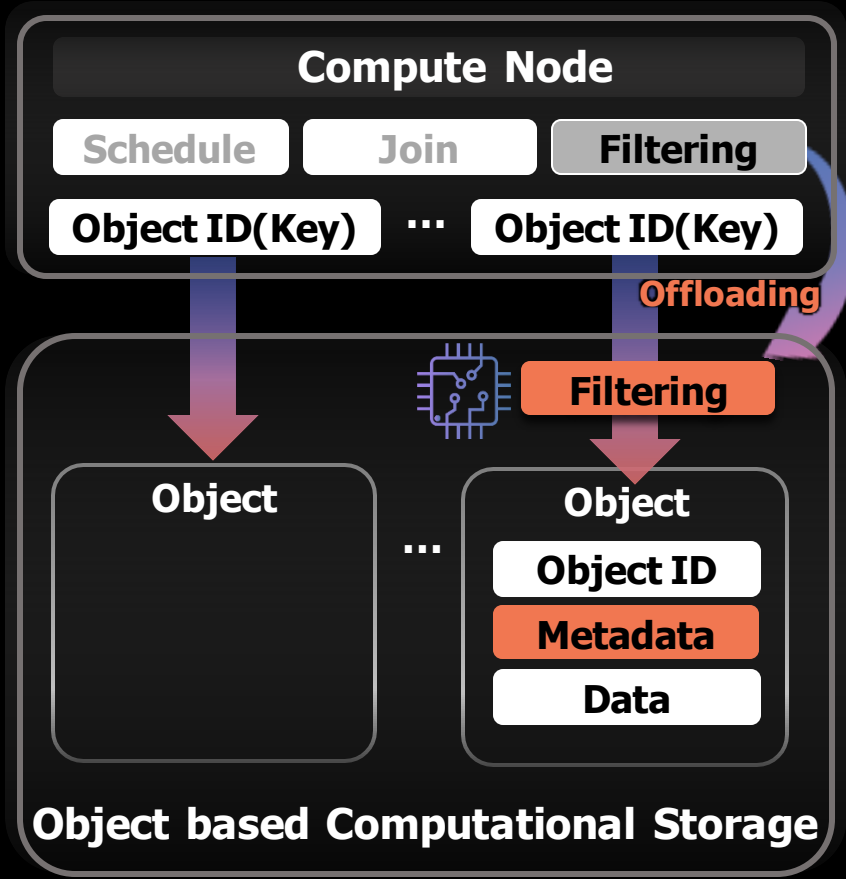 Compute Node
Schedule Join Filtering
Object ID(Key) ... Object ID(Key)
Offloading
Filtering
Object
Object
...
Object ID
Metadata
Data
Object based Computational Storage